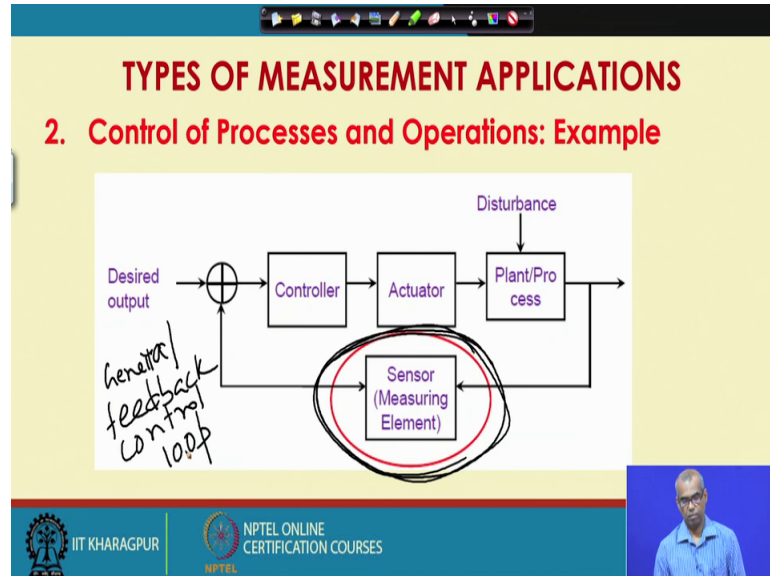 TYPES OF MEASUREMENT APPLICATIONS
2. Control of Processes and Operations: Example
Disturbance
Desired
output
Controller
Actuator
Plant/Pro
cess
Sensor
(Measuring
Element)
General
feedback
control
loop
IIT KHARAGPUR
NPTEL
NPTEL ONLINE
CERTIFICATION COURSES